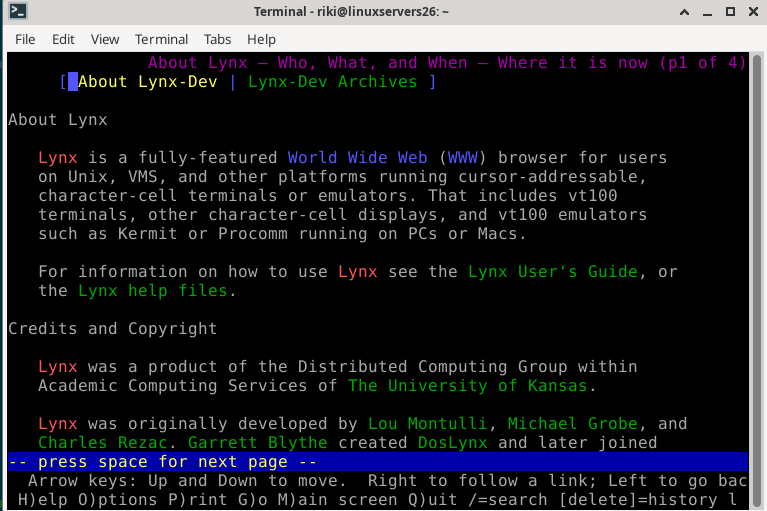 Terminal - riki@linuxservers26: ~
File Edit View Terminal Tabs Help
About Lynx — Who, What, and When — Where it is now (p1 of 4)
[ About Lynx-Dev | Lynx-Dev Archives ]
About Lynx
Lynx is a fully-featured World Wide Web (WWW) browser for users
on Unix, VMS, and other platforms running cursor-addressable,
character-cell terminals or emulators. That includes vt100
terminals, other character-cell displays, and vt100 emulators
such as Kermit or Procomm running on PCs or Macs.
For information on how to use Lynx see the Lynx User's Guide, or
the Lynx help files.
Credits and Copyright
Lynx was a product of the Distributed Computing Group within
Academic Computing Services of The University of Kansas.
Lynx was originally developed by Lou Montulli, Michael Grobe, and
Charles Rezac. Garrett Blythe created DosLynx and later joined
-- press space for next page --
Arrow keys: Up and Down to move.  Right to follow a link; Left to go bac
H)elp O)ptions P)rint G)o M)ain screen Q)uit /=search [delete]=history l